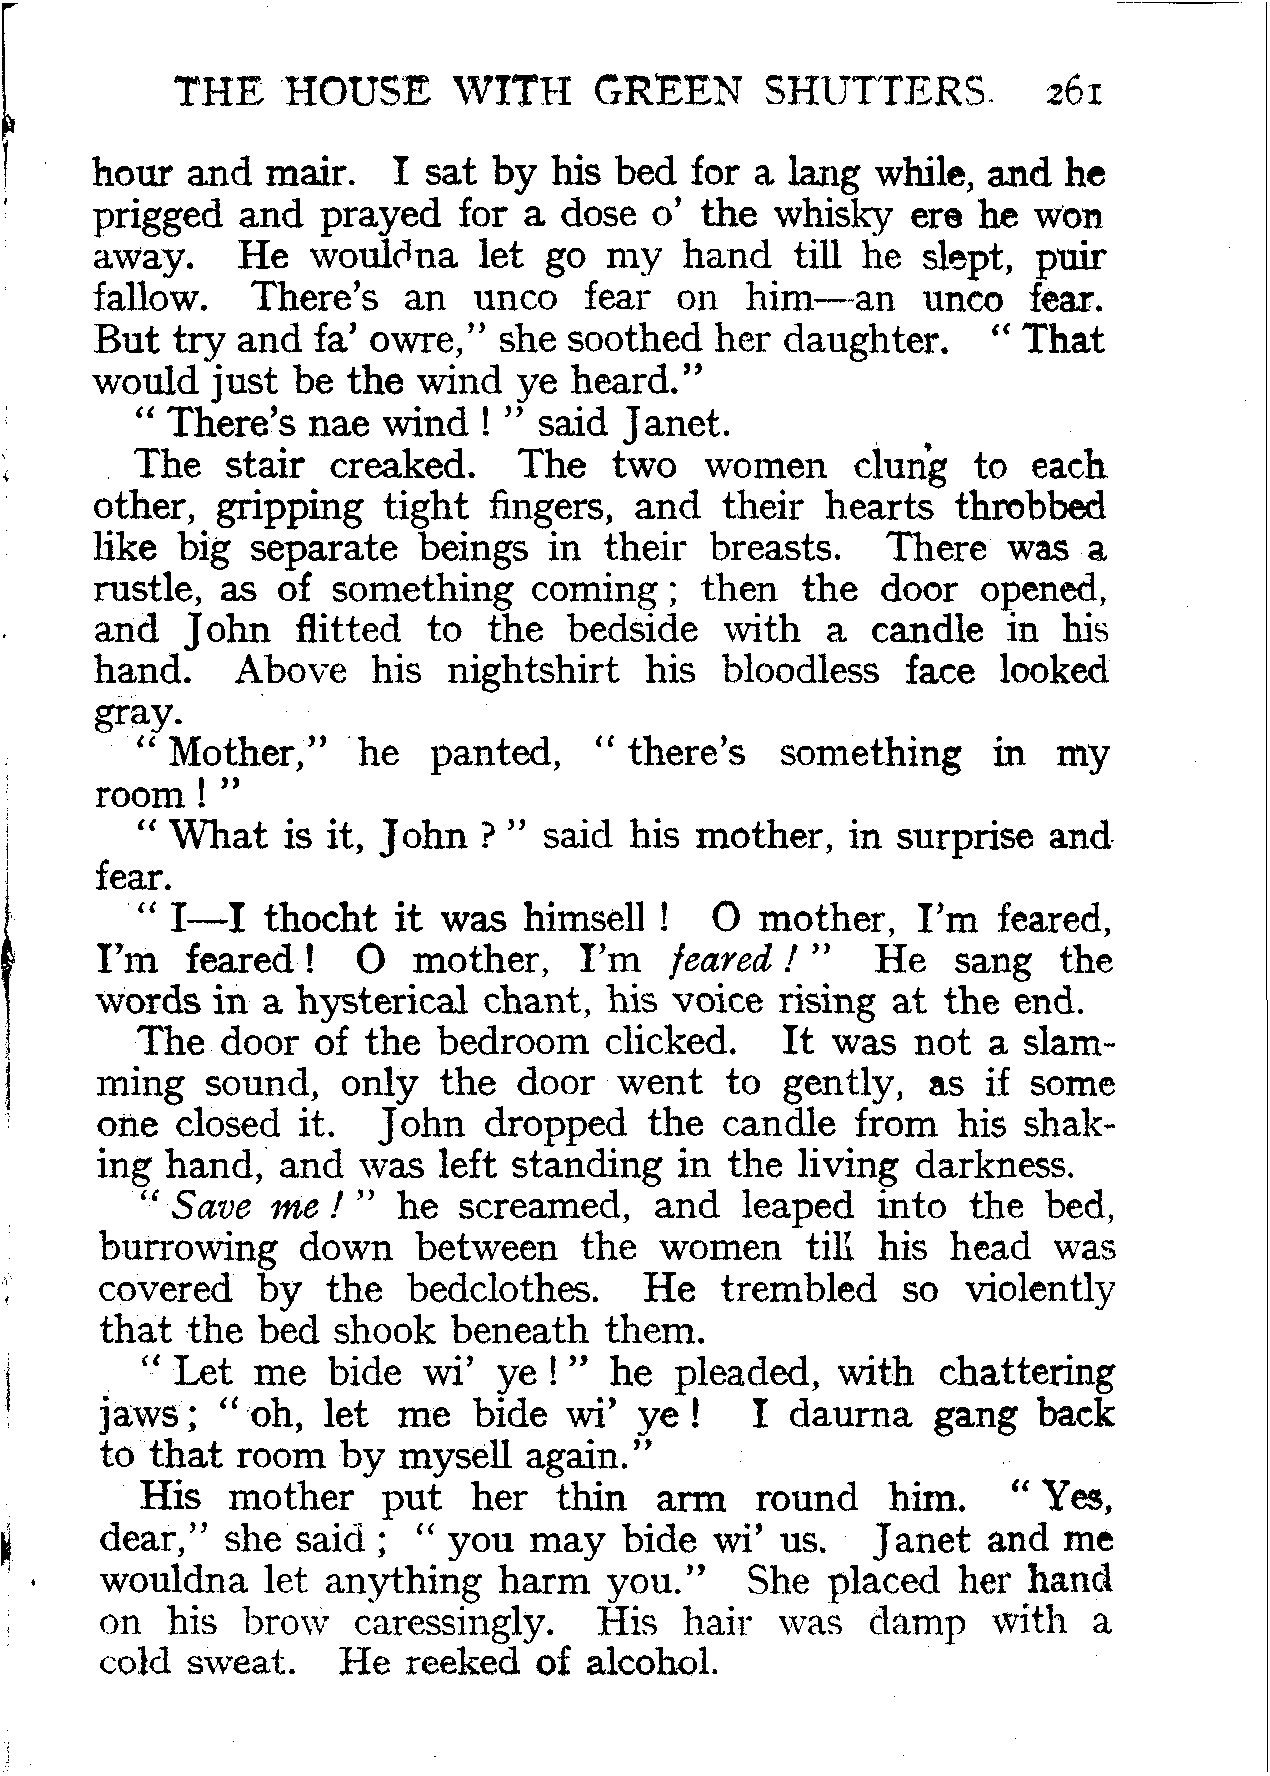 THE HOUSE WITH GREEN SHUTTERS. 261
hour and mair. I sat by his bed for a lang while, and he
prigged and prayed for a dose o' the whisky ere he won
away. He wouldna let go my hand till he slept, puir
fallow. There's an unco fear on him—an unco fear.
But try and fa' owre," she soothed her daughter. "That
would just be the wind ye heard."
"There's nae wind!" said Janet.
The stair creaked. The two women clung to each
other, gripping tight fingers, and their hearts throbbed
like big separate beings in their breasts. There was a
rustle, as of something coming; then the door opened,
and John flitted to the bedside with a candle in his
hand. Above his nightshirt his bloodless face looked
gray.
"Mother," he panted, "there's something in my
room!"
"What is it, John?" said his mother, in surprise and
fear.
"I—I thocht it was himsell! O mother, I'm feared,
I'm feared! O mother, I'm feared!" He sang the
words in a hysterical chant, his voice rising at the end.
The door of the bedroom clicked. It was not a slam-
ming sound, only the door went to gently, as if some
one closed it. John dropped the candle from his shak-
ing hand, and was left standing in the living darkness.
"Save me!" he screamed, and leaped into the bed,
burrowing down between the women till his head was
covered by the bedclothes. He trembled so violently
that the bed shook beneath them.
"Let me bide wi' ye!" he pleaded, with chattering
jaws; "oh, let me bide wi' ye! I daurna gang back
to that room by mysell again."
His mother put her thin arm round him. "Yes,
dear," she said; "you may bide wi' us. Janet and me
wouldna let anything harm you." She placed her hand
on his brow caressingly. His hair was damp with a
cold sweat. He reeked of alcohol.